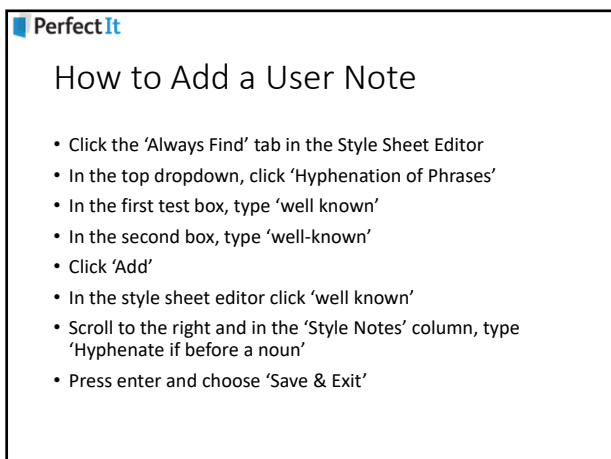 PerfectIt
How to Add a User Note
• Click the ‘Always Find’ tab in the Style Sheet Editor
• In the top dropdown, click ‘Hyphenation of Phrases’
• In the first test box, type ‘well known’
• In the second box, type ‘well-known’
• Click ‘Add’
• In the style sheet editor click ‘well known’
• Scroll to the right and in the ‘Style Notes’ column, type
‘Hyphenate if before a noun’
• Press enter and choose ‘Save & Exit’